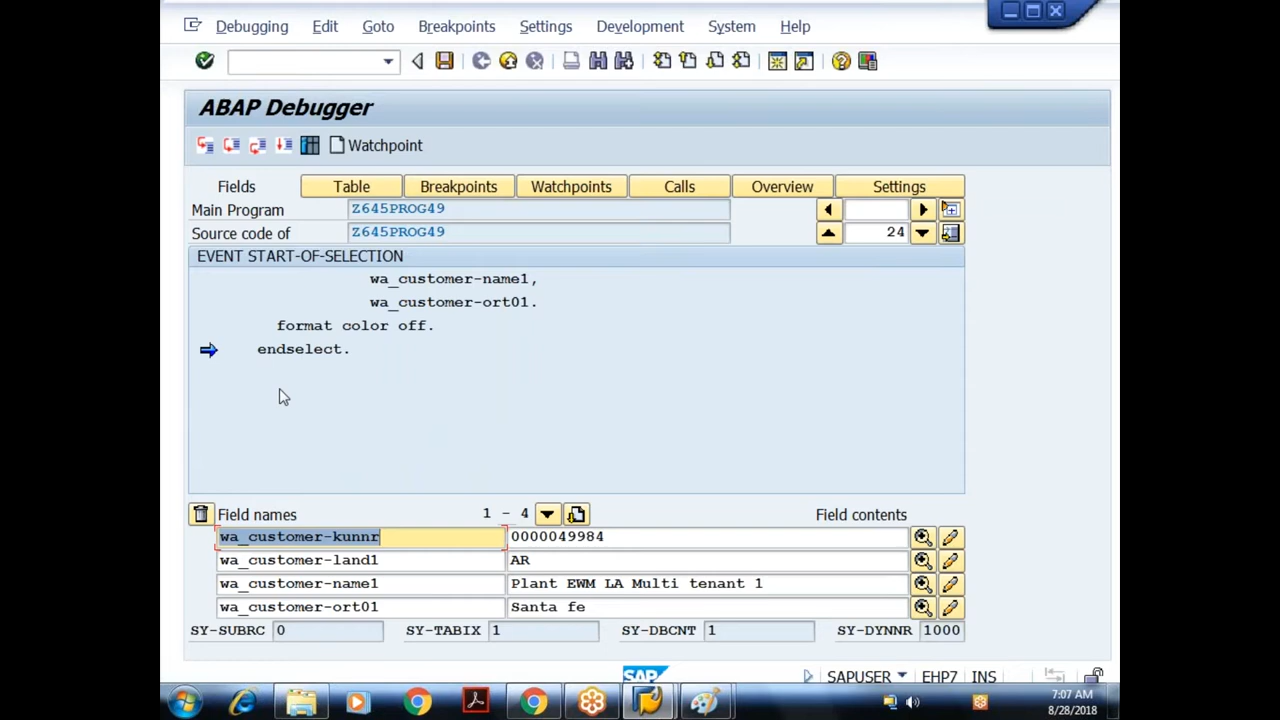 Debugging Edit Goto Breakpoints Settings Development System Help
ABAP Debugger
Watchpoint
Fields Table Breakpoints Watchpoints Calls Overview Settings
Main Program Z645PROG49
Source code of Z645PROG49 24
EVENT START-OF-SELECTION
wa_customer-name1,
wa_customer-ort01.
format color off.
endselect.
Field names 1 - 4 Field contents
wa_customer-kunnr 0000049984
wa_customer-land1 AR
wa_customer-name1 Plant EWM LA Multi tenant 1
wa_customer-ort01 Santa fe
SY-SUBRC 0 SY-TABIX 1 SY-DBCNT 1 SY-DYNNR 1000
SAP SAPUSER EHP7 INS
7:07 AM
8/28/2018